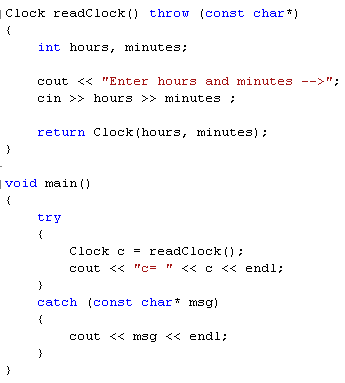 Clock readClock() throw (const char*)
{
    int hours, minutes;

    cout << "Enter hours and minutes -->";
    cin >> hours >> minutes ;

    return Clock(hours, minutes);
}

void main()
{
    try
    {
        Clock c = readClock();
        cout << "c= " << c << endl;
    }
    catch (const char* msg)
    {
        cout << msg << endl;
    }
}